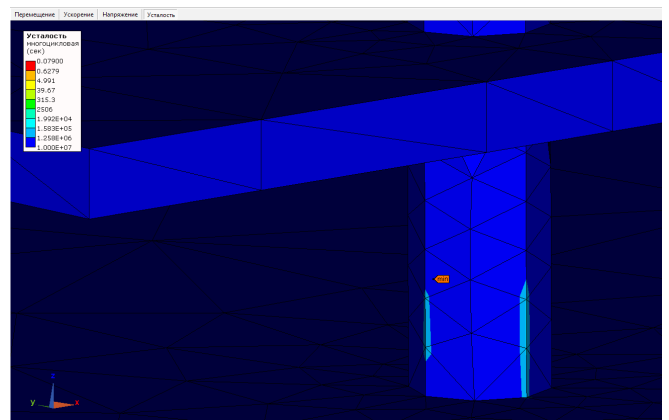 Перемещение Ускорение Напряжение Усталость
Усталость
многоцикловая
(сек)
0.07900
0.6279
4.991
39.67
315.3
2506
1.992E+04
1.583E+05
1.258E+06
1.000E+07
min
z
y
x